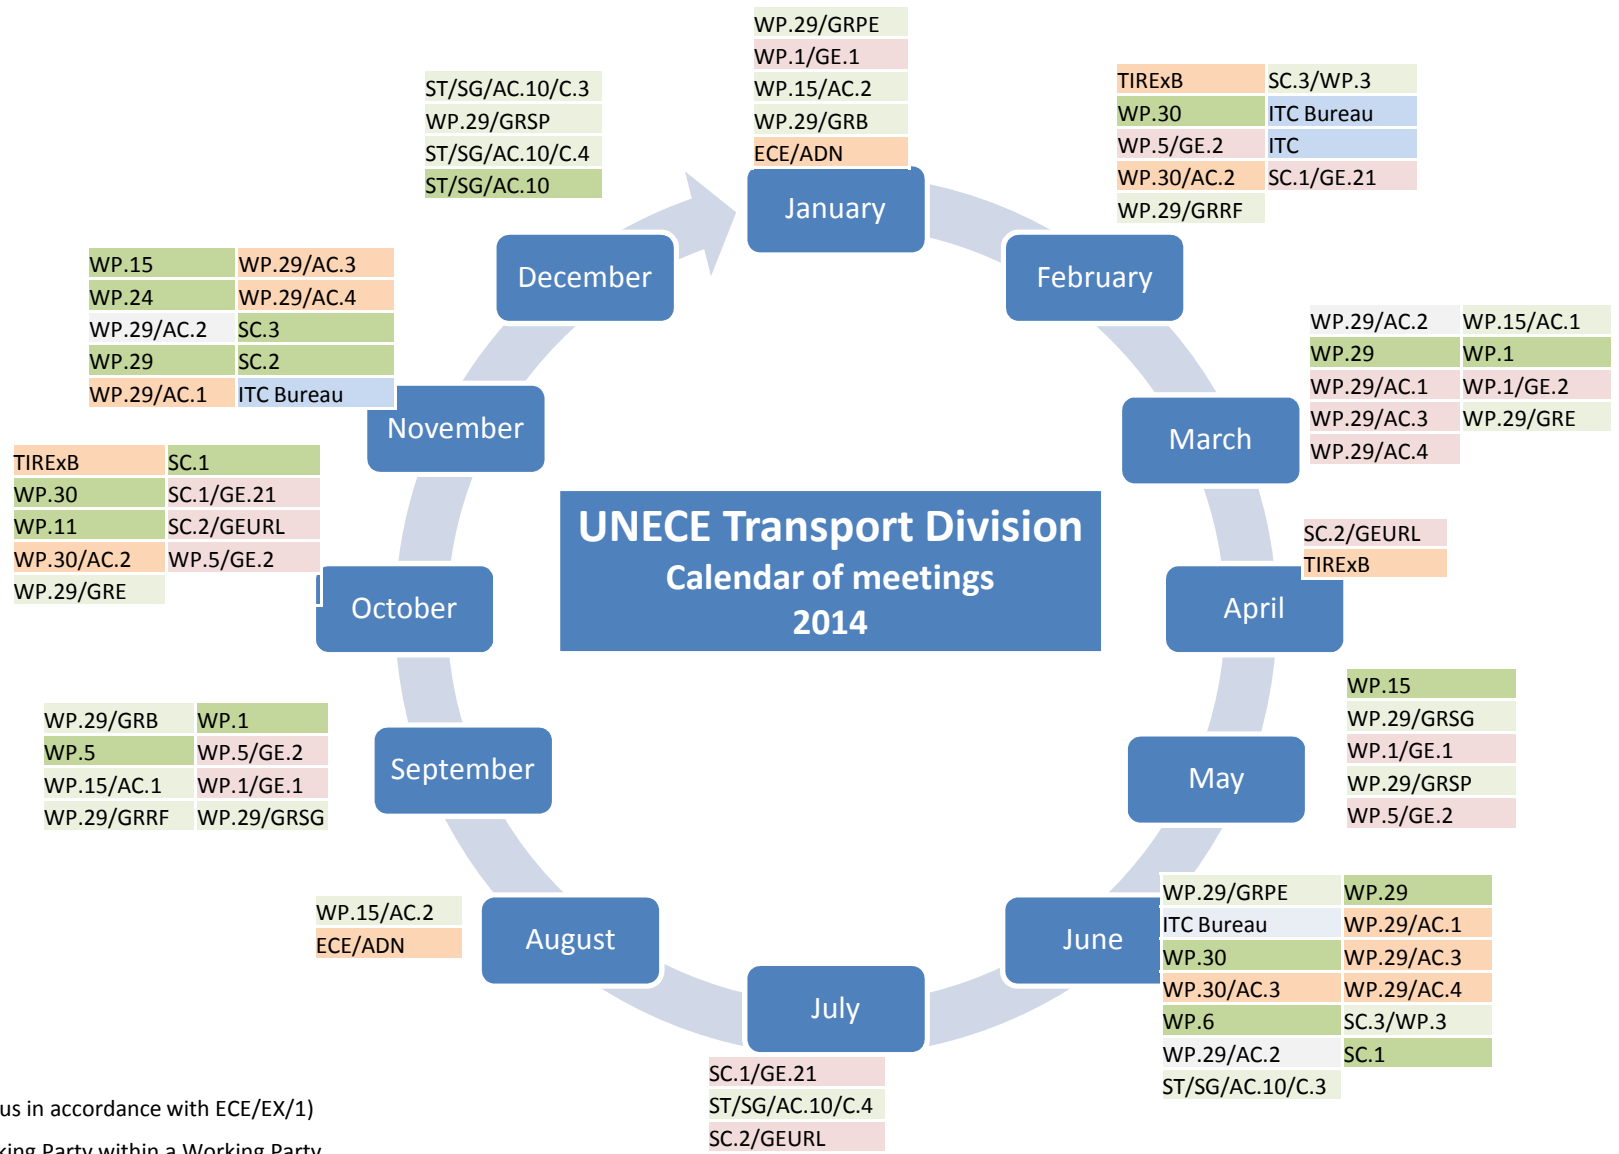 UNECE Transport Division
Calendar of meetings
2014
January
WP.29/GRPE
WP.1/GE.1
WP.15/AC.2
WP.29/GRB
ECE/ADN
February
TIRExB SC.3/WP.3
WP.30 ITC Bureau
WP.5/GE.2 ITC
WP.30/AC.2 SC.1/GE.21
WP.29/GRRF
March
WP.29/AC.2 WP.15/AC.1
WP.29 WP.1
WP.29/AC.1 WP.1/GE.2
WP.29/AC.3 WP.29/GRE
WP.29/AC.4
April
SC.2/GEURL
TIRExB
May
WP.15
WP.29/GRSG
WP.1/GE.1
WP.29/GRSP
WP.5/GE.2
June
WP.29/GRPE WP.29
ITC Bureau WP.29/AC.1
WP.30 WP.29/AC.3
WP.30/AC.3 WP.29/AC.4
WP.6 SC.3/WP.3
WP.29/AC.2 SC.1
ST/SG/AC.10/C.3
July
SC.1/GE.21
ST/SG/AC.10/C.4
SC.2/GEURL
August
WP.15/AC.2
ECE/ADN
September
WP.29/GRB WP.1
WP.5 WP.5/GE.2
WP.15/AC.1 WP.1/GE.1
WP.29/GRRF WP.29/GRSG
October
TIRExB SC.1
WP.30 SC.1/GE.21
WP.11 SC.2/GEURL
WP.30/AC.2 WP.5/GE.2
WP.29/GRE
November
WP.15 WP.29/AC.3
WP.24 WP.29/AC.4
WP.29/AC.2 SC.3
WP.29 SC.2
WP.29/AC.1 ITC Bureau
December
ST/SG/AC.10/C.3
WP.29/GRSP
ST/SG/AC.10/C.4
ST/SG/AC.10
us in accordance with ECE/EX/1)
king Party within a Working Party